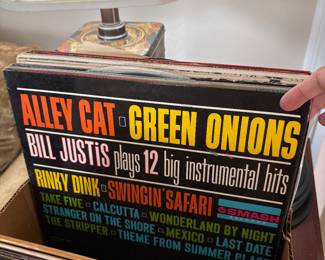 ALLEY CAT □ GREEN ONIONS
BILL JUSTIS plays 12 big instrumental hits
RINKY DINK □ SWINGIN' SAFARI
TAKE FIVE □ CALCUTTA □ WONDERLAND BY NIGHT
SMASH
STRANGER ON THE SHORE □ MEXICO □ LAST DATE
THE STRIPPER □ THEME FROM SUMMER PLACE